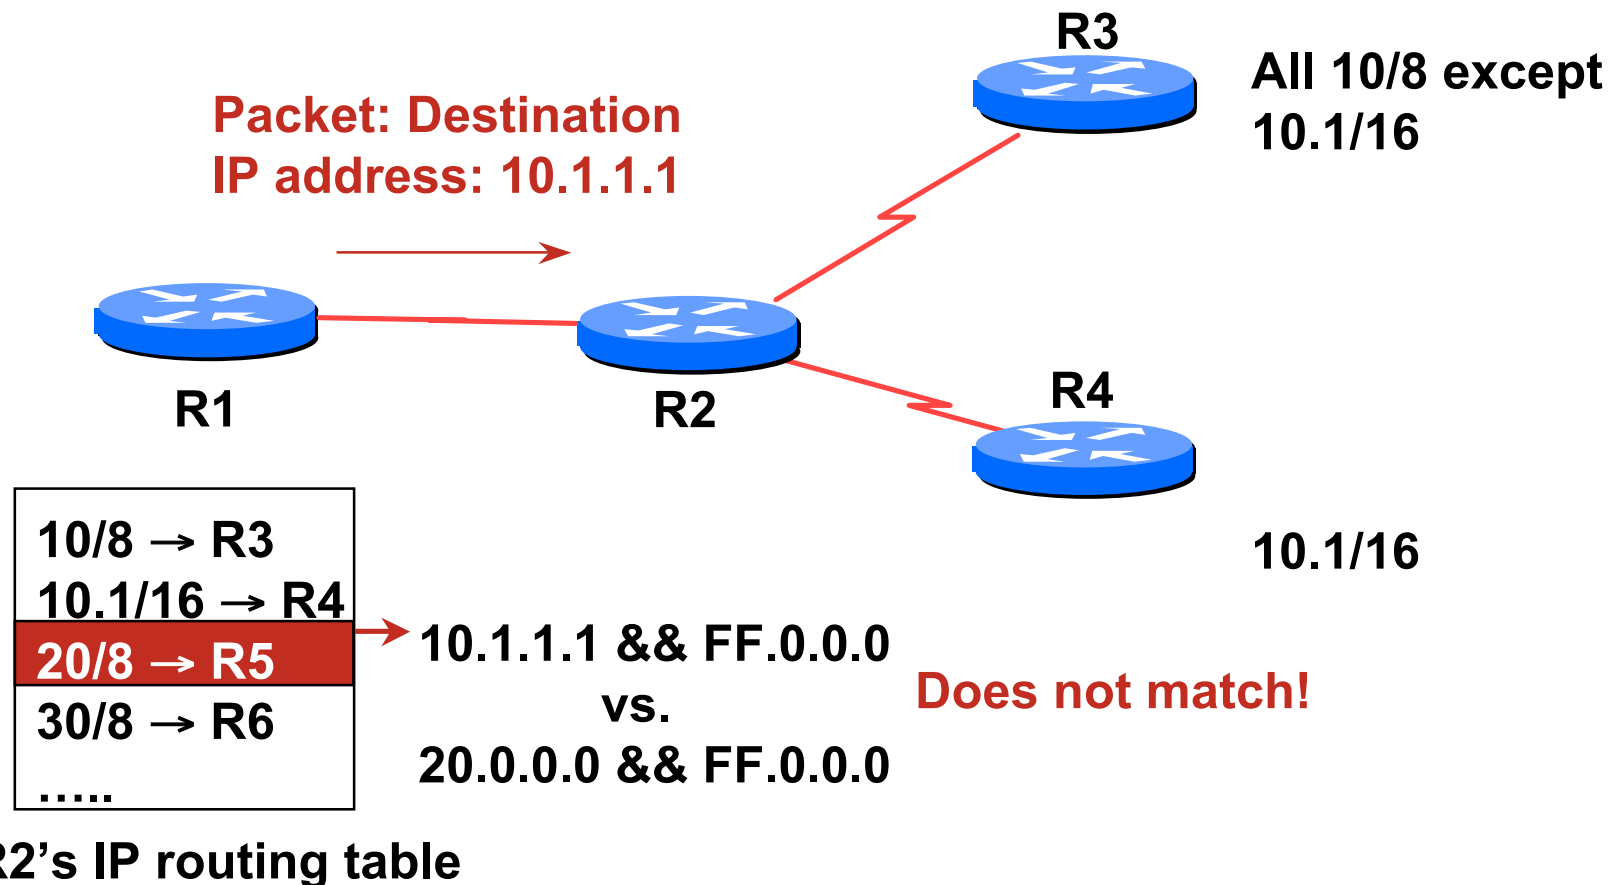 R3
All 10/8 except
10.1/16
Packet: Destination
IP address: 10.1.1.1
R1
R2
R4
10.1/16
10/8 → R3
10.1/16 → R4
20/8 → R5
30/8 → R6
…..
10.1.1.1 && FF.0.0.0
vs.
20.0.0.0 && FF.0.0.0
Does not match!
R2's IP routing table